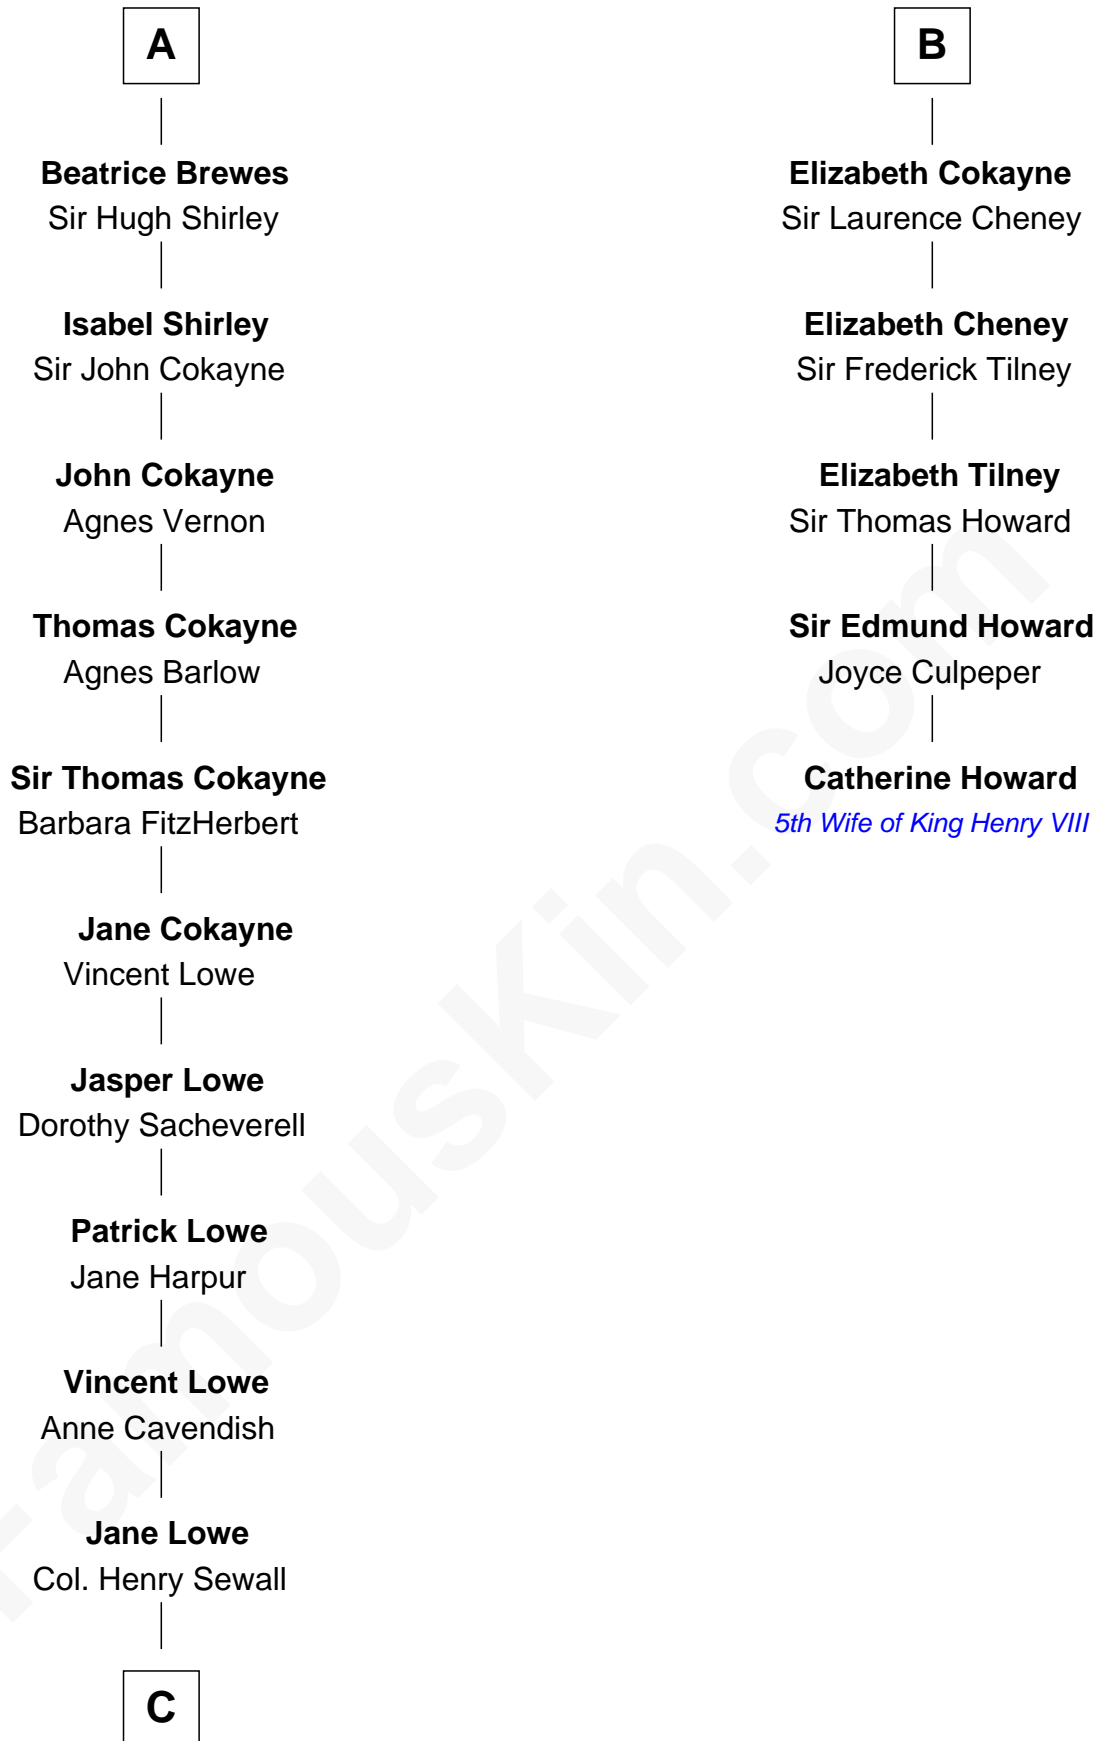 A
Beatrice Brewes
Sir Hugh Shirley
Isabel Shirley
Sir John Cokayne
John Cokayne
Agnes Vernon
Thomas Cokayne
Agnes Barlow
Sir Thomas Cokayne
Barbara FitzHerbert
Jane Cokayne
Vincent Lowe
Jasper Lowe
Dorothy Sacheverell
Patrick Lowe
Jane Harpur
Vincent Lowe
Anne Cavendish
Jane Lowe
Col. Henry Sewall
C
B
Elizabeth Cokayne
Sir Laurence Cheney
Elizabeth Cheney
Sir Frederick Tilney
Elizabeth Tilney
Sir Thomas Howard
Sir Edmund Howard
Joyce Culpeper
Catherine Howard
5th Wife of King Henry VIII
FamousKin.com